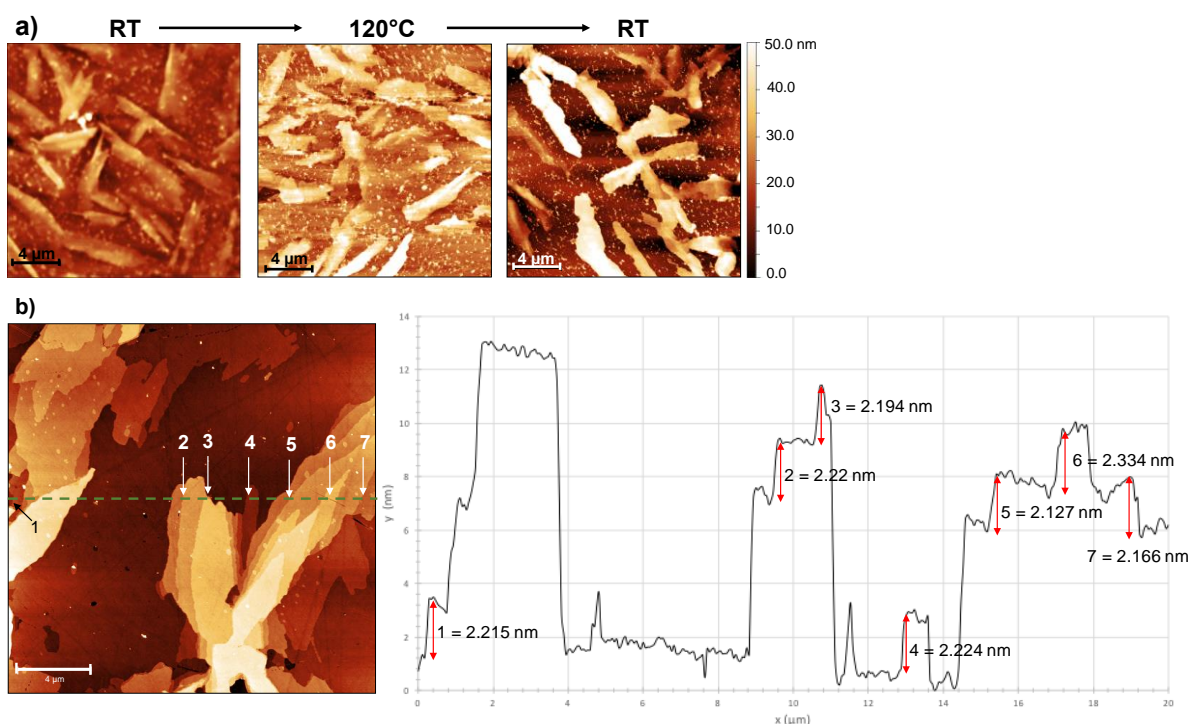 a)
RT
120°C
RT
4 µm
4 µm
4 µm
50.0 nm
40.0
30.0
20.0
10.0
0.0
b)
2
3
4
5
6
7
1
4 µm
y (nm)
14
12
10
8
6
4
2
0
1 = 2.215 nm
2 = 2.22 nm
3 = 2.194 nm
4 = 2.224 nm
5 = 2.127 nm
6 = 2.334 nm
7 = 2.166 nm
0
2
4
6
8
10
12
14
16
18
20
x (µm)